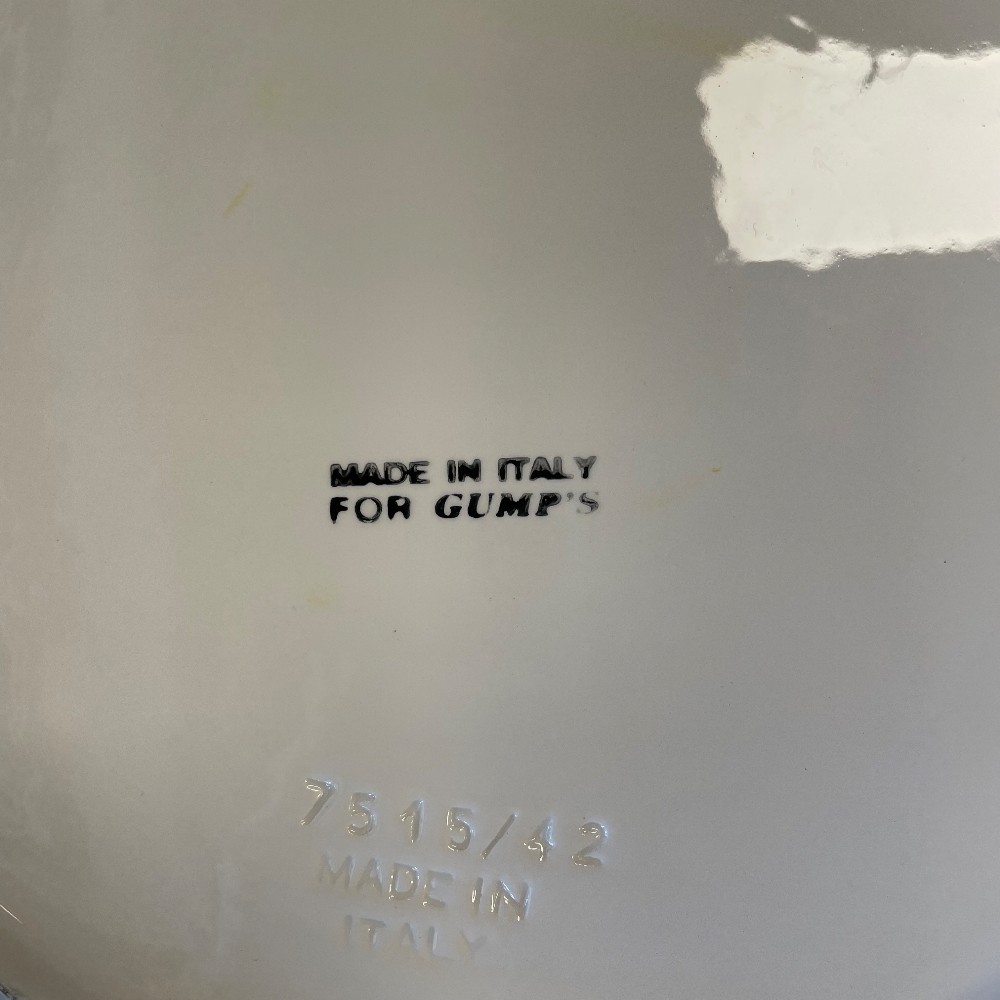 MADE IN ITALY
FOR GUMP'S
7515/42
MADE IN
ITALY